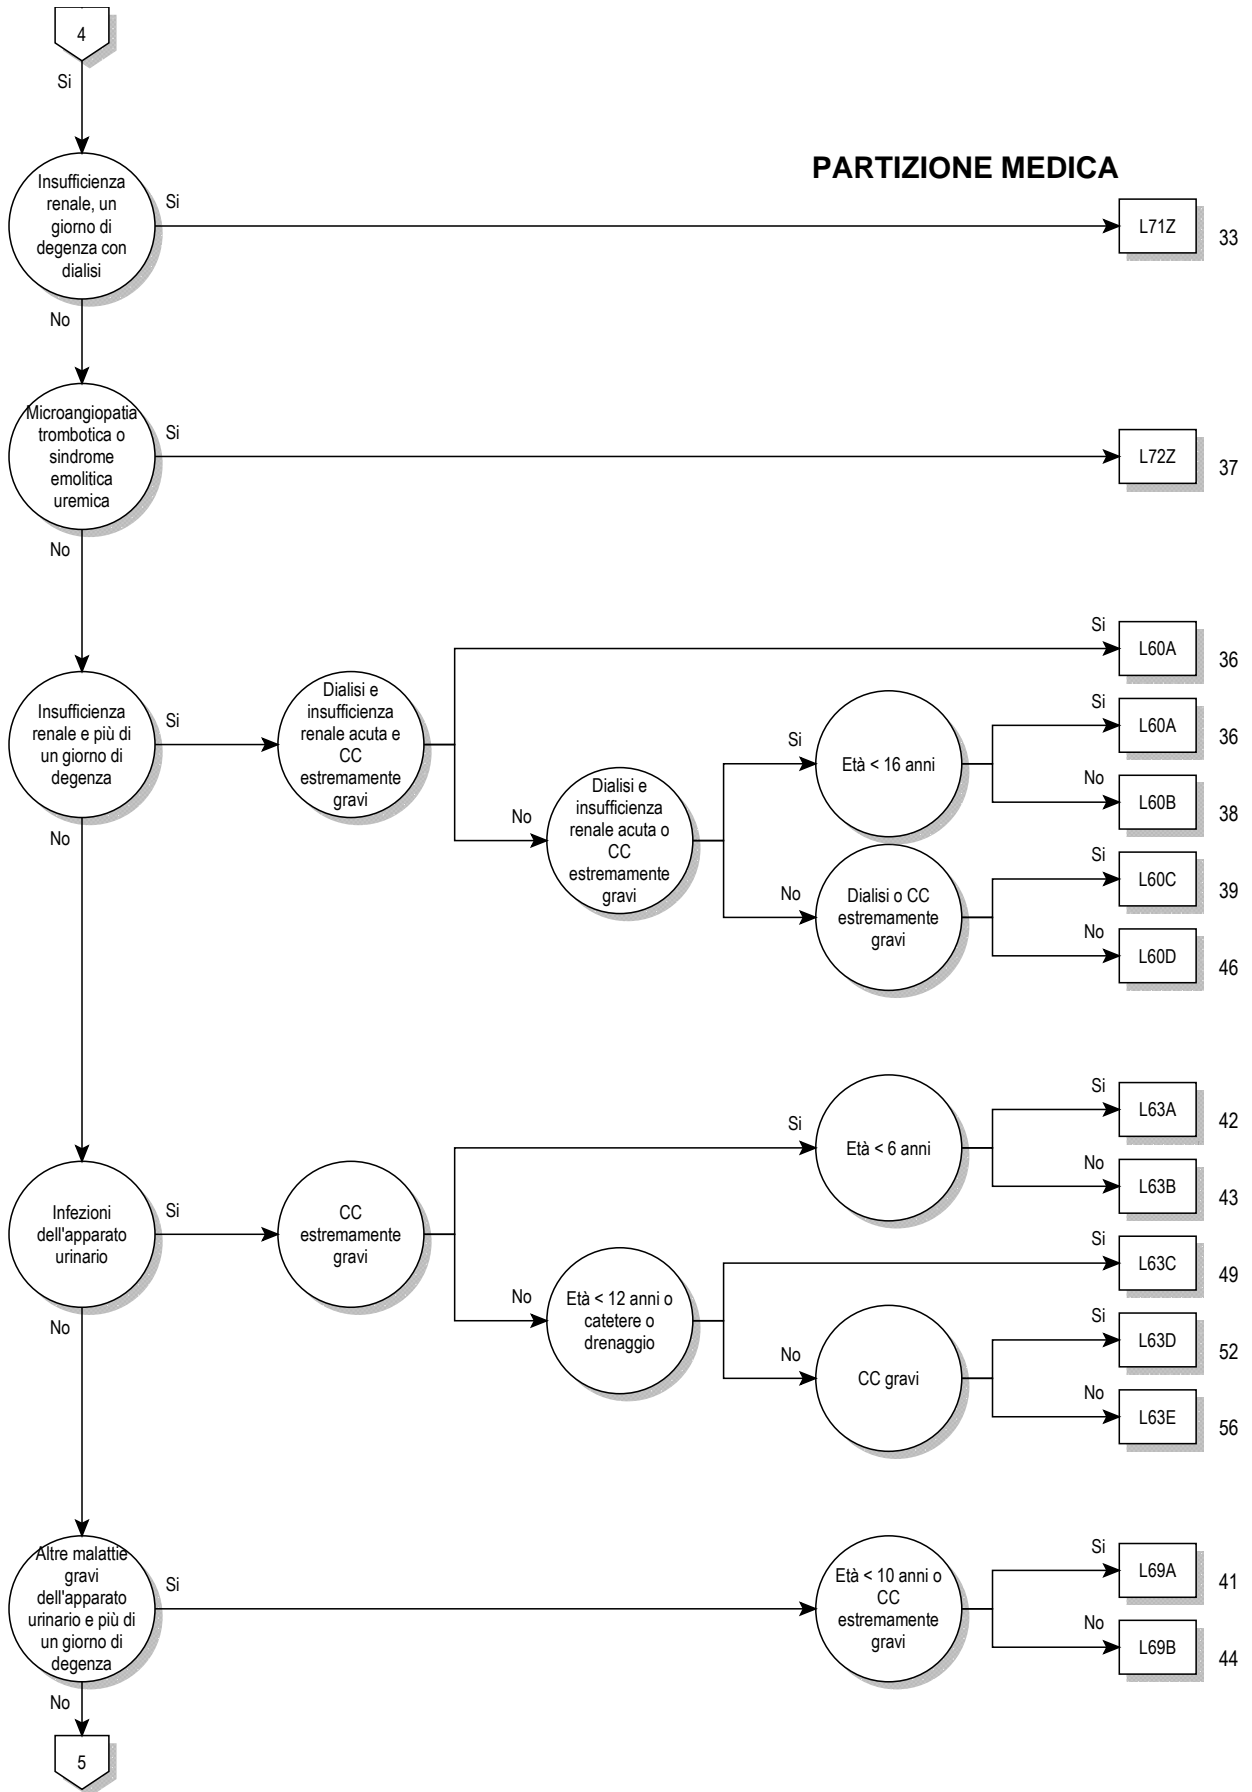 4
Si
PARTIZIONE MEDICA
Insufficienza
renale, un
giorno di
degenza con
dialisi
Si
L71Z
33
No
Microangiopatia
trombotica o
sindrome
emolitica
uremica
Si
L72Z
37
No
Insufficienza
renale e più di
un giorno di
degenza
Si
Dialisi e
insufficienza
renale acuta e
CC
estremamente
gravi
Si
L60A
36
No
Dialisi e
insufficienza
renale acuta o
CC
estremamente
gravi
Si
Età < 16 anni
Si
L60A
36
No
L60B
38
No
Dialisi o CC
estremamente
gravi
Si
L60C
39
No
L60D
46
No
Infezioni
dell'apparato
urinario
Si
CC
estremamente
gravi
Si
Età < 6 anni
Si
L63A
42
No
L63B
43
No
Età < 12 anni o
catetere o
drenaggio
Si
L63C
49
No
CC gravi
Si
L63D
52
No
L63E
56
No
Altre malattie
gravi
dell'apparato
urinario e più di
un giorno di
degenza
Si
Età < 10 anni o
CC
estremamente
gravi
Si
L69A
41
No
L69B
44
No
5